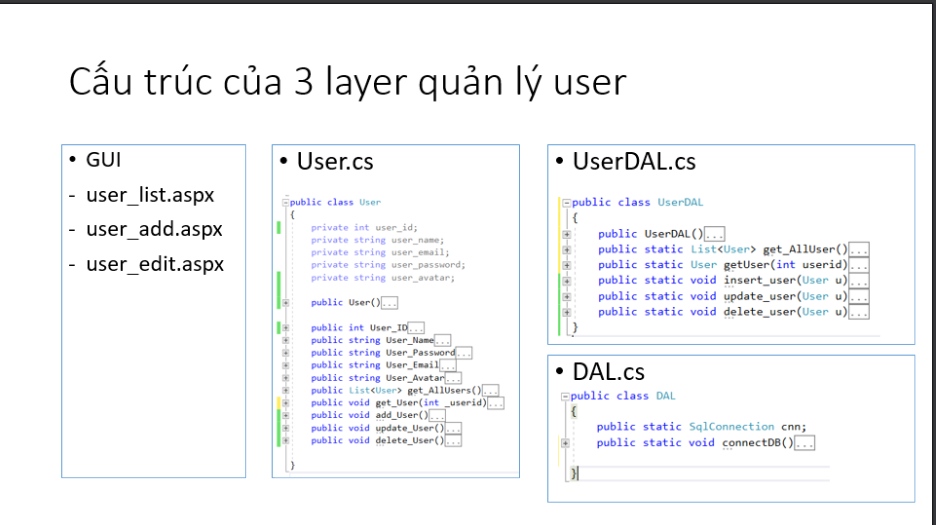 Cấu trúc của 3 layer quản lý user
• GUI
- user_list.aspx
- user_add.aspx
- user_edit.aspx
• User.cs
public class User
{
private int user_id;
private string user_name;
private string user_email;
private string user_password;
private string user_avatar;
public User()...
public int User_ID...
public string User_Name...
public string User_Password...
public string User_Email...
public string User_Avatar...
public List<User> get_AllUsers()...
public void get_User(int _userid)...
public void add_User()...
public void update_User()...
public void delete_User()...
}
• UserDAL.cs
public class UserDAL
{
public UserDAL()...
public static List<User> get_AllUser()...
public static User getUser(int userid)...
public static void insert_user(User u)...
public static void update_user(User u)...
public static void delete_user(User u)...
}
• DAL.cs
public class DAL
{
public static SqlConnection cnn;
public static void connectDB()...
}